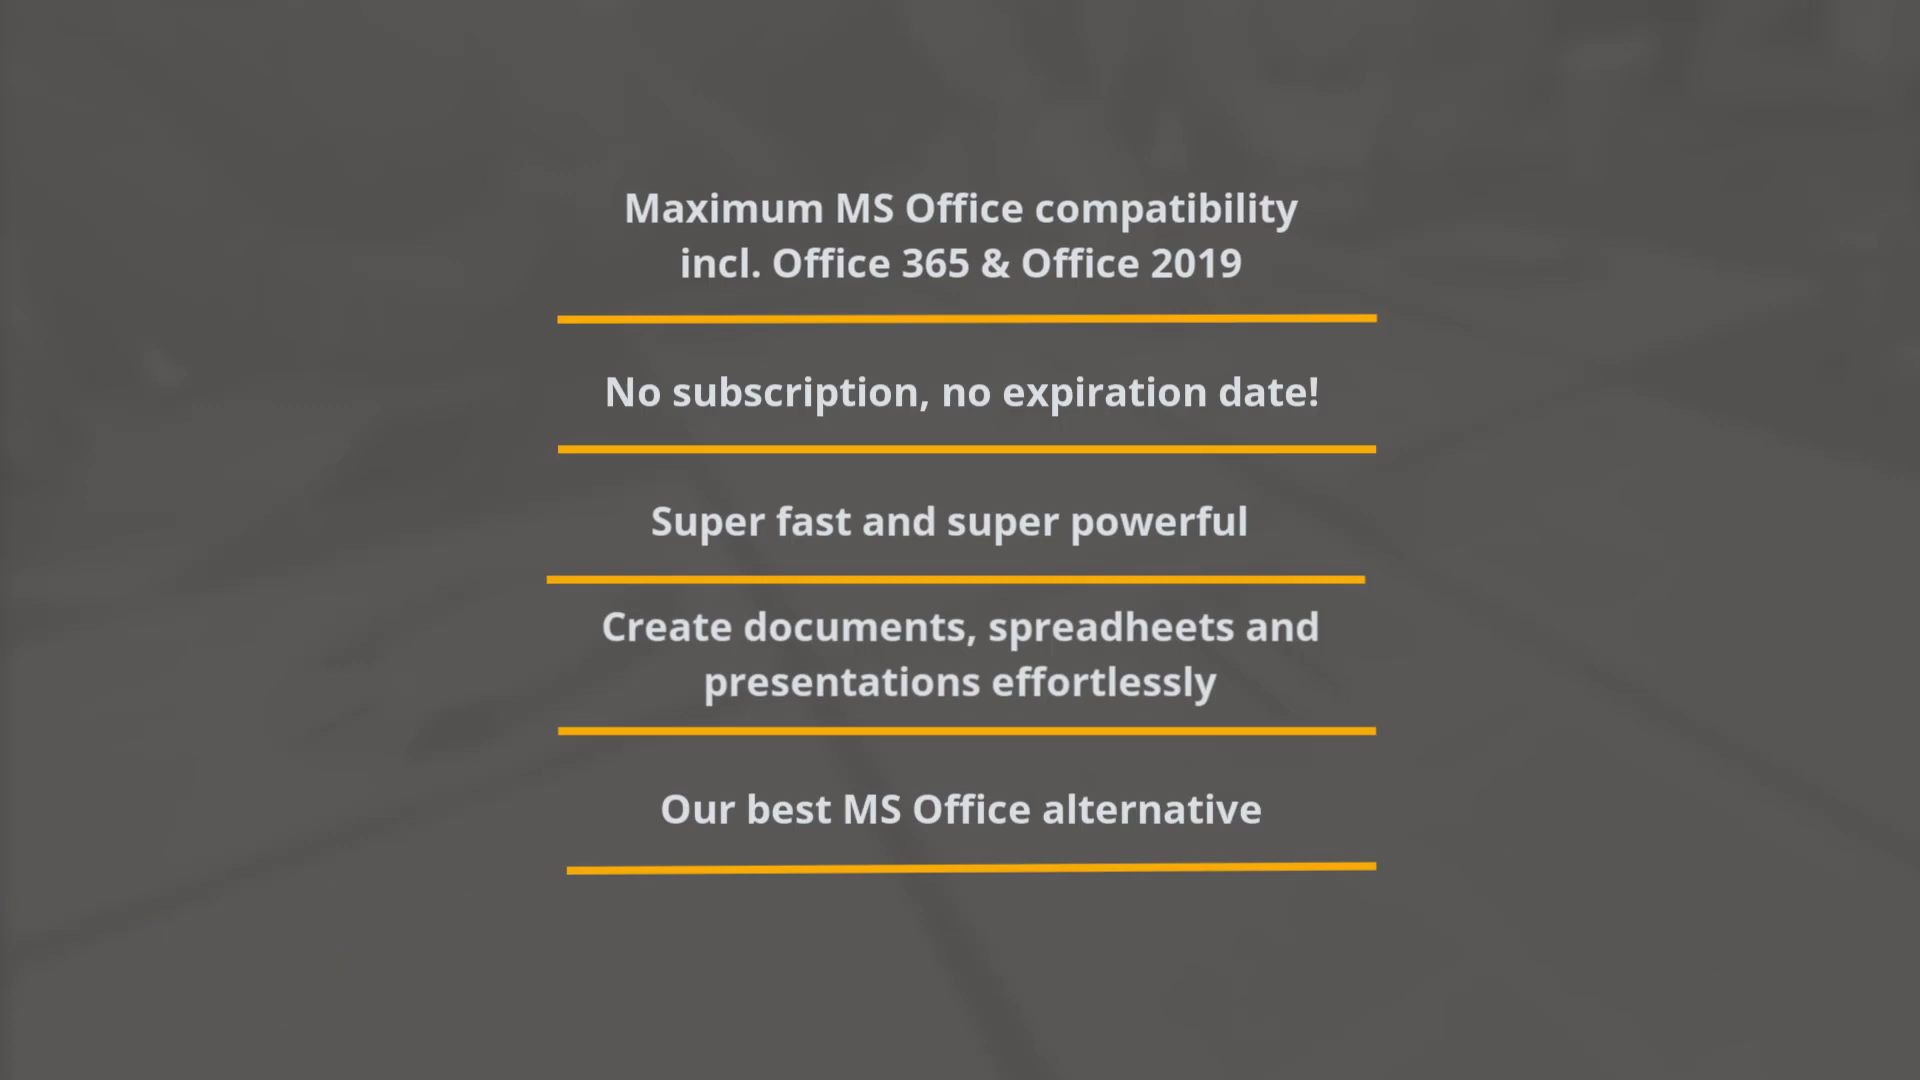 Maximum MS Office compatibility
incl. Office 365 & Office 2019
No subscription, no expiration date!
Super fast and super powerful
Create documents, spreadheets and
presentations effortlessly
Our best MS Office alternative